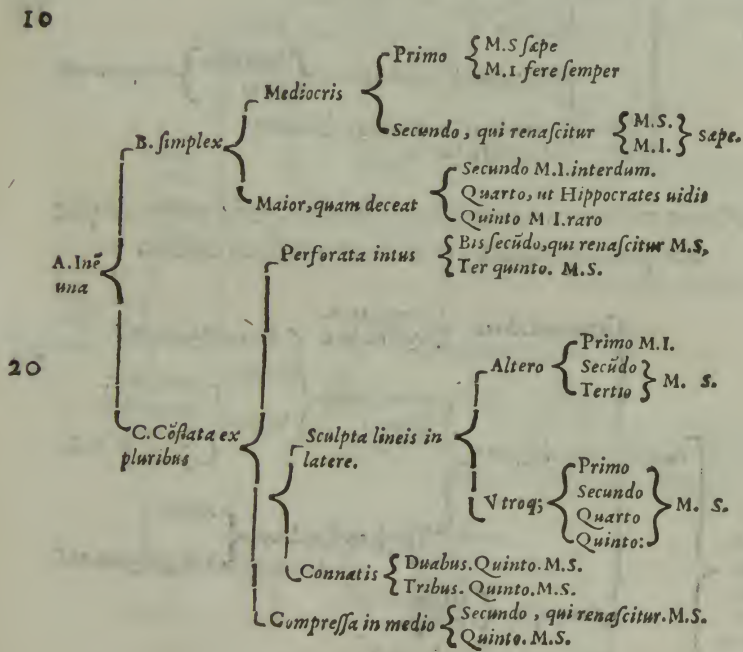 10
Primo
M.S ſæpe
M.I. fere ſemper
Mediocris
Secundo, qui renaſcitur
M.S.
M.I.
sæpe.
B. ſimplex
Maior, quam deceat
Secundo M.I. interdum.
Quarto, ut Hippocrates uidit
Quinto M I. raro
A. Inē
una
Perforata intus
Bis ſecūdo, qui renaſcitur M.S,
Ter quinto. M.S.
20
C. Cōſlata ex
pluribus
Sculpta lineis in
latere.
Altero
Primo M.I.
Secūdo
Tertio
M. S.
Vtroq;
Primo
Secundo
Quarto
Quinto:
M. S.
Connatis
Duabus. Quinto. M.S.
Tribus. Quinto. M.S.
Compreſſa in medio
Secundo, qui renaſcitur. M.S.
Quinto. M.S.